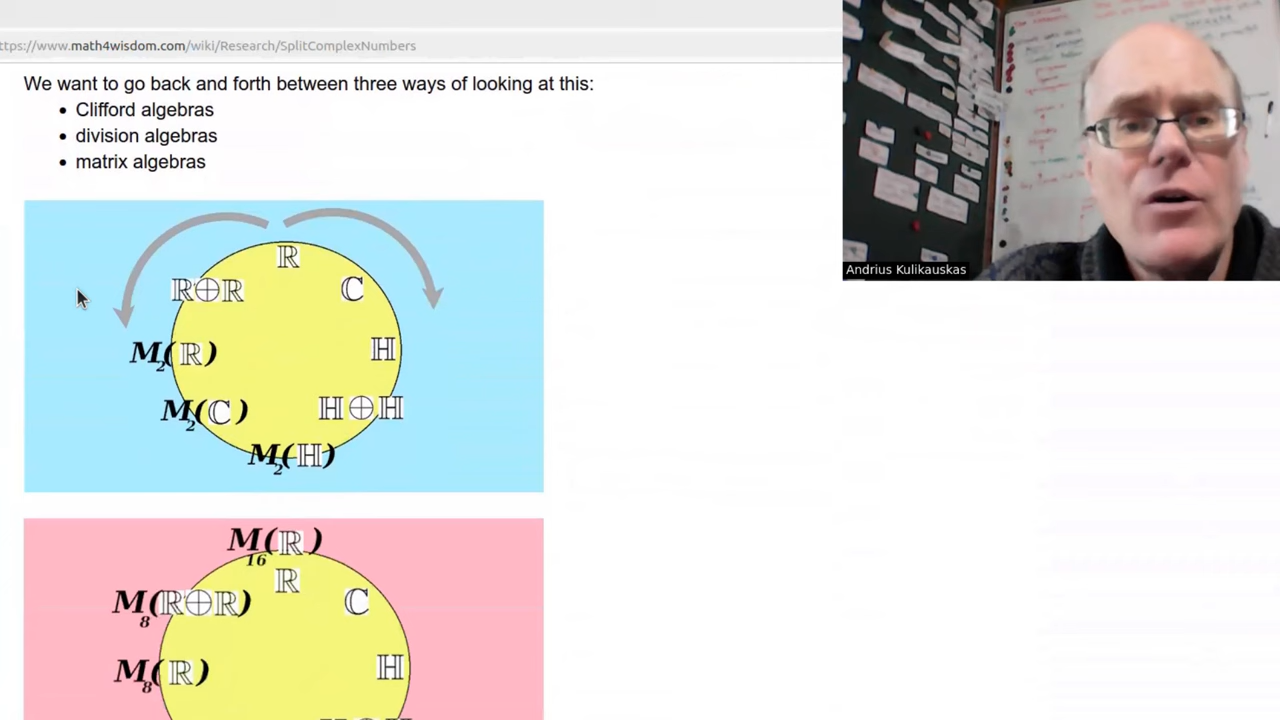 ttps://www.math4wisdom.com/wiki/Research/SplitComplexNumbers
We want to go back and forth between three ways of looking at this:
• Clifford algebras
• division algebras
• matrix algebras
ℝ
ℝ⊕ℝ ℂ
M₂(ℝ) ℍ
M₂(ℂ) ℍ⊕ℍ
M₂(ℍ)
M₁₆(ℝ)
ℝ
M₈(ℝ⊕ℝ) ℂ
M₈(ℝ) ℍ
Andrius Kulikauskas